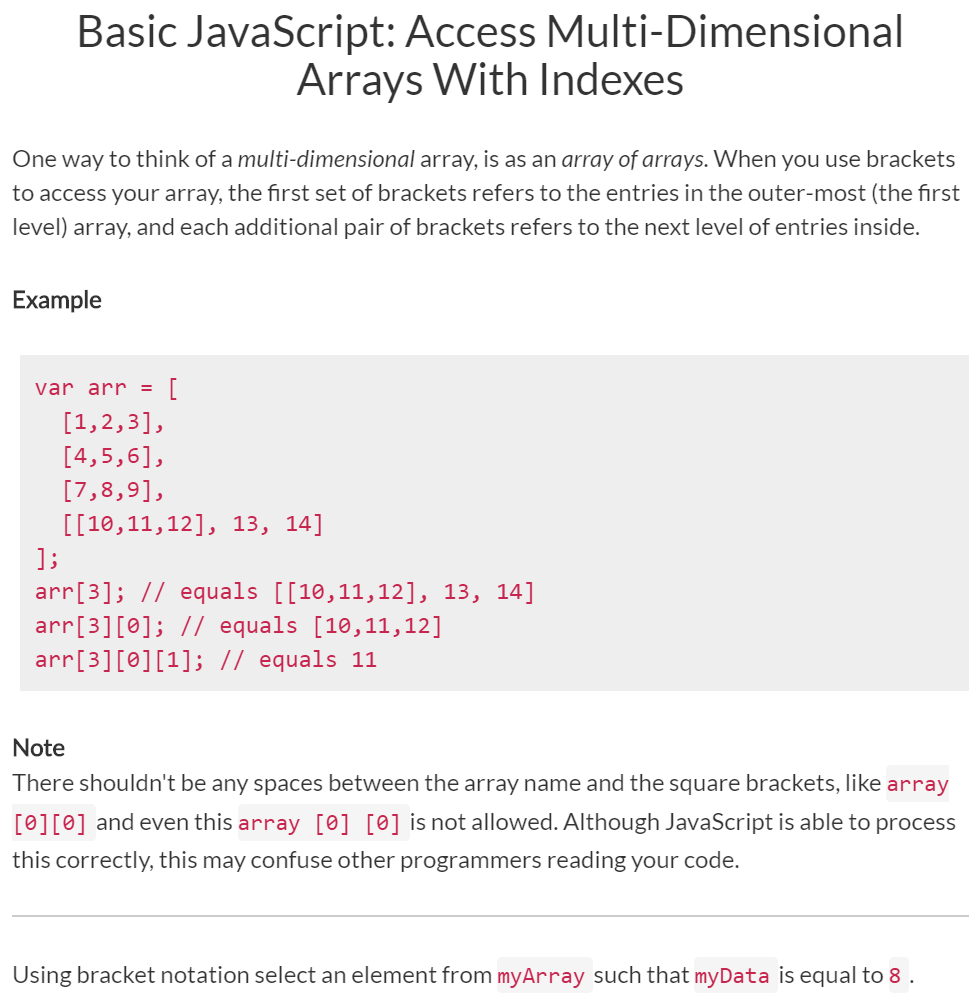 Basic JavaScript: Access Multi-Dimensional
Arrays With Indexes
One way to think of a multi-dimensional array, is as an array of arrays. When you use brackets
to access your array, the first set of brackets refers to the entries in the outer-most (the first
level) array, and each additional pair of brackets refers to the next level of entries inside.
Example
var arr = [
  [1,2,3],
  [4,5,6],
  [7,8,9],
  [[10,11,12], 13, 14]
];
arr[3]; // equals [[10,11,12], 13, 14]
arr[3][0]; // equals [10,11,12]
arr[3][0][1]; // equals 11
Note
There shouldn't be any spaces between the array name and the square brackets, like array
[0][0] and even this array [0] [0] is not allowed. Although JavaScript is able to process
this correctly, this may confuse other programmers reading your code.
Using bracket notation select an element from myArray such that myData is equal to 8 .